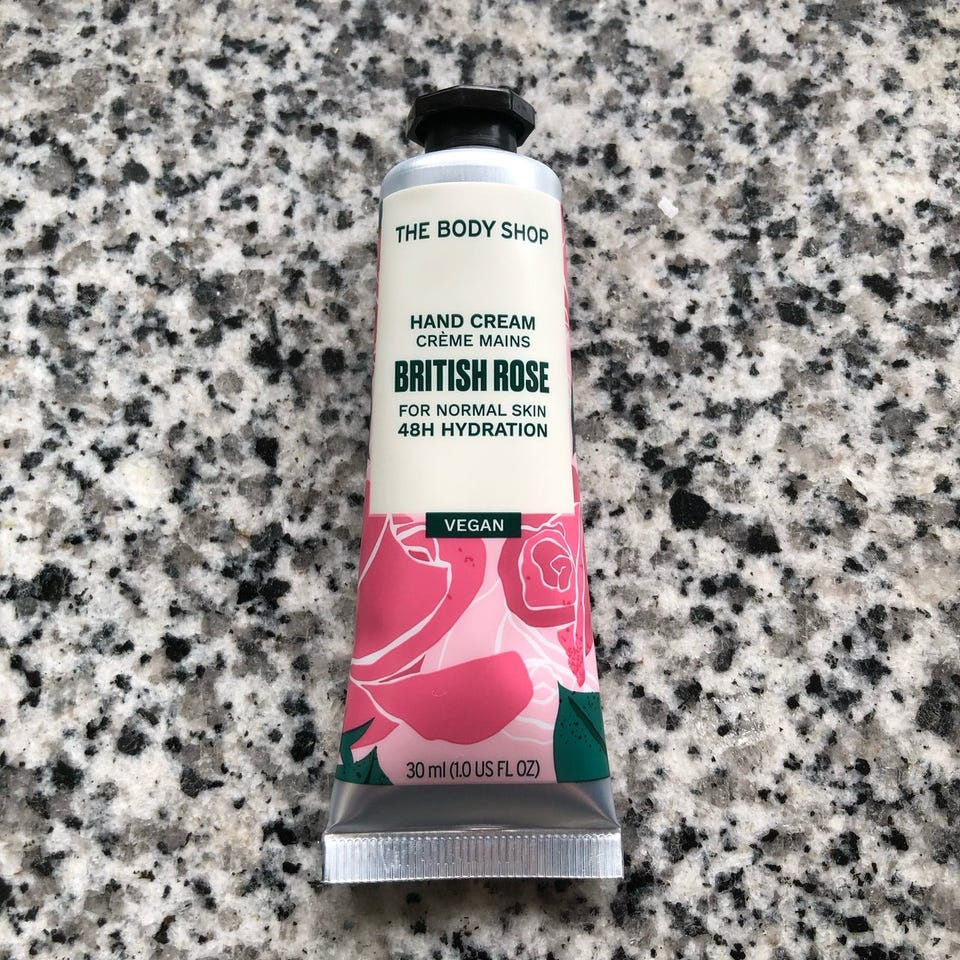 THE BODY SHOP
HAND CREAM
CRÈME MAINS
BRITISH ROSE
FOR NORMAL SKIN
48H HYDRATION
VEGAN
30 ml (1.0 US FL OZ)